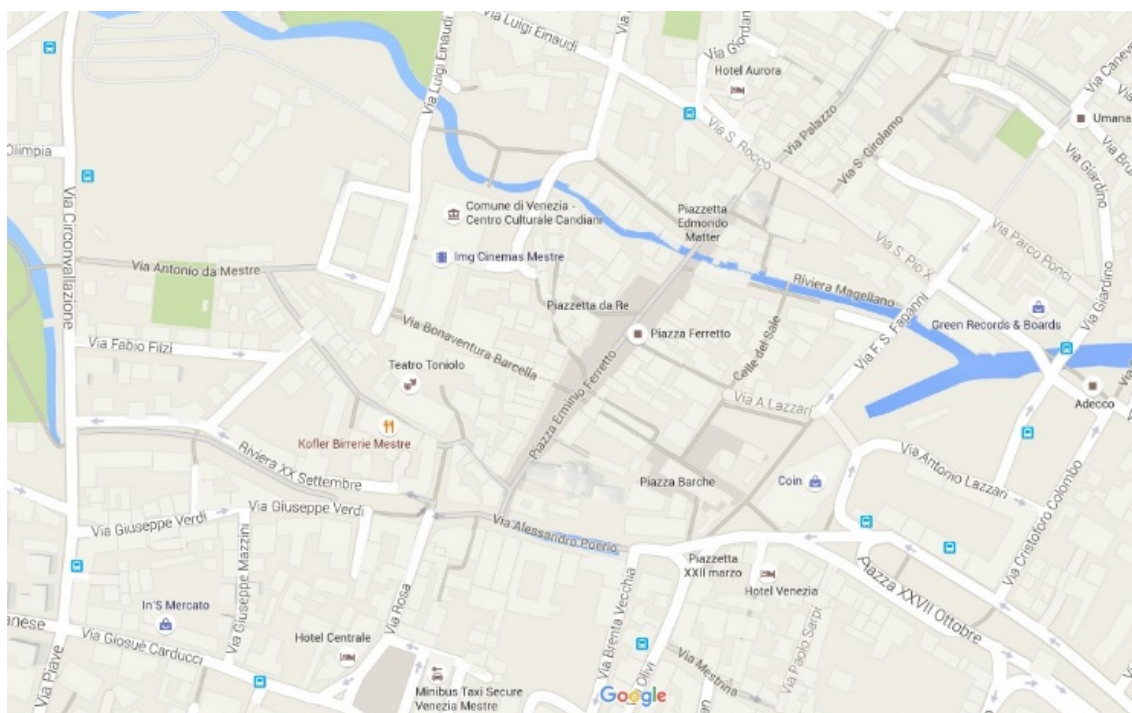 Via Luigi Einaudi
Via Luigi Einaudi
Via Giordan
Hotel Aurora
Via Caneve
Umana
Via Bru
Olimpia
Via S. Rocco
Via Palazzo
Via S. Girolamo
Via Giardino
Via Circonvallazione
Comune di Venezia -
Centro Culturale Candiani
Piazzetta
Edmondo
Matter
Via S. Pio X
Via Parco Ponci
Via Giardino
Img Cinemas Mestre
Via Antonio da Mestre
Riviera Magellano
Piazzetta da Re
Piazza Ferretto
Via F. S. Fapanni
Green Records & Boards
Via Fabio Filzi
Via Bonaventura Barcella
Calle del Sale
Teatro Toniolo
Piazza Erminio Ferretto
Via A Lazzari
Adecco
Kofler Birrerie Mestre
Riviera XX Settembre
Piazza Barche
Coin
Via Antonio Lazzari
Via Giuseppe Verdi
Via Giuseppe Verdi
Via Alessandro Poerio
Via Cristoforo Colombo
Via Giuseppe Mazzini
Piazzetta
XXII marzo
Hotel Venezia
Piazza XXVII Ottobre
In'S Mercato
Via Rosa
Via Brenta Vecchia
Via Paolo Sarpi
anese
Via Giosuè Carducci
Hotel Centrale
Via Piave
Via Mestrina
Olivi
Minibus Taxi Secure
Venezia Mestre
Google